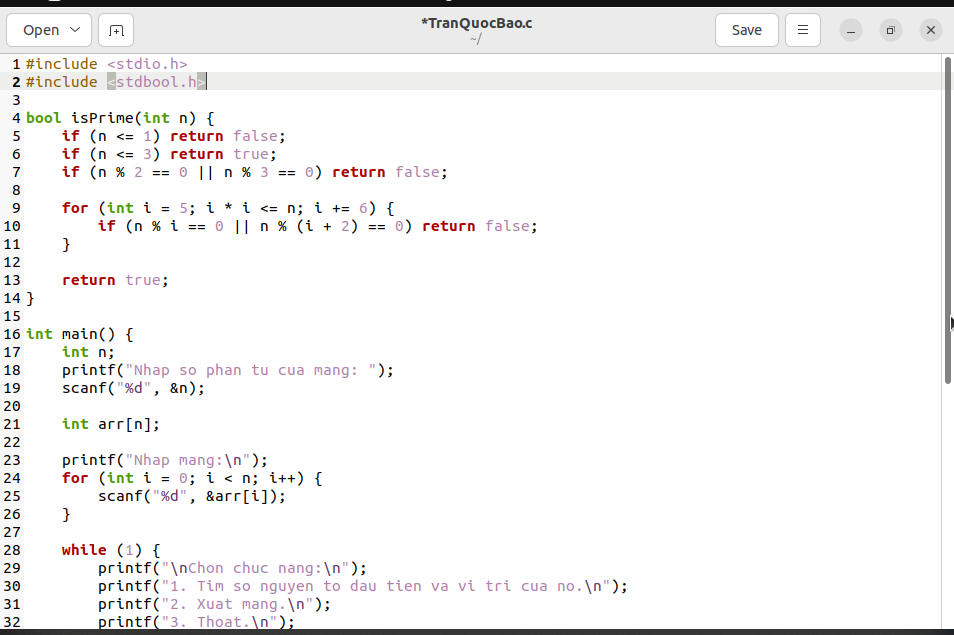 Open
*TranQuocBao.c
~/
Save
1 #include <stdio.h>
2 #include <stdbool.h>
3
4 bool isPrime(int n) {
5     if (n <= 1) return false;
6     if (n <= 3) return true;
7     if (n % 2 == 0 || n % 3 == 0) return false;
8
9     for (int i = 5; i * i <= n; i += 6) {
10         if (n % i == 0 || n % (i + 2) == 0) return false;
11     }
12
13     return true;
14 }
15
16 int main() {
17     int n;
18     printf("Nhap so phan tu cua mang: ");
19     scanf("%d", &n);
20
21     int arr[n];
22
23     printf("Nhap mang:\n");
24     for (int i = 0; i < n; i++) {
25         scanf("%d", &arr[i]);
26     }
27
28     while (1) {
29         printf("\nChon chuc nang:\n");
30         printf("1. Tim so nguyen to dau tien va vi tri cua no.\n");
31         printf("2. Xuat mang.\n");
32         printf("3. Thoat.\n");